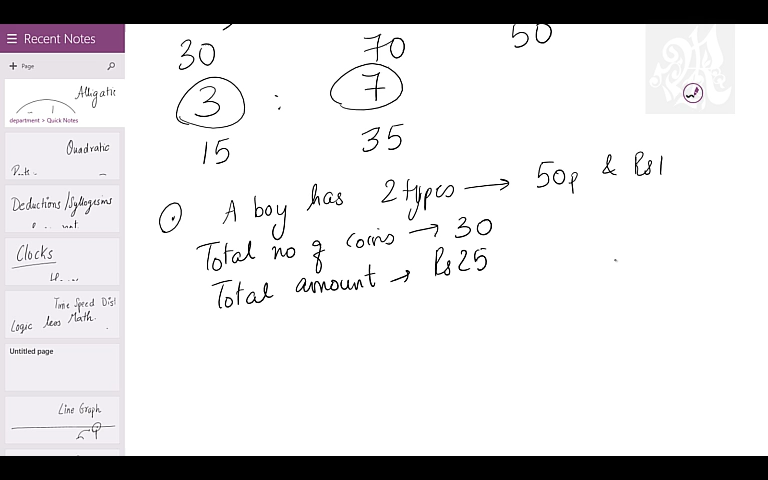 Recent Notes
+ Page
Alligatio
department > Quick Notes
Quadratic
Deductions/Syllogisms
Clocks
Time Speed Dist
Logic less Math.
Untitled page
Line Graph
30 70 50
3 : 7
15 35
A boy has 2 types → 50p & Rs1
Total no of coins → 30
Total amount → Rs25